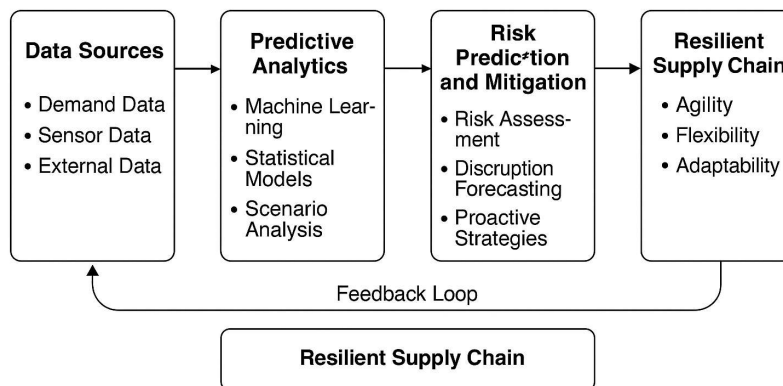 Data Sources
• Demand Data
• Sensor Data
• External Data
Predictive
Analytics
• Machine Lear-
ning
• Statistical
Models
• Scenario
Analysis
Risk
Prediction
and Mitigation
• Risk Assess-
ment
• Discruption
Forecasting
• Proactive
Strategies
Resilient
Supply Chain
• Agility
• Flexibility
• Adaptability
Feedback Loop
Resilient Supply Chain